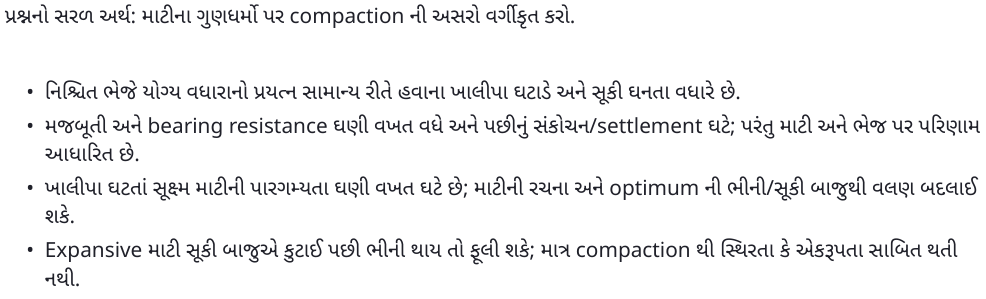 પ્રશ્નનો સરળ અર્થ: માટીના ગુણધર્મો પર compaction ની અસરો વર્ગીકૃત કરો.
• નિશ્ચિત ભેજે યોગ્ય વધારાનો પ્રયત્ન સામાન્ય રીતે હવાના ખાલીપા ઘટાડે અને સૂકી ઘનતા વધારે છે.
• મજબૂતી અને bearing resistance ઘણી વખત વધે અને પછીનું સંકોચન/settlement ઘટે; પરંતુ માટી અને ભેજ પર પરિણામ
આધારિત છે.
• ખાલીપા ઘટતાં સૂક્ષ્મ માટીની પારગમ્યતા ઘણી વખત ઘટે છે; માટીની રચના અને optimum ની ભીની/સૂકી બાજુથી વલણ બદલાઈ
શકે.
• Expansive માટી સૂકી બાજુએ કુટાઈ પછી ભીની થાય તો ફૂલી શકે; માત્ર compaction થી સ્થિરતા કે એકરૂપતા સાબિત થતી
નથી.